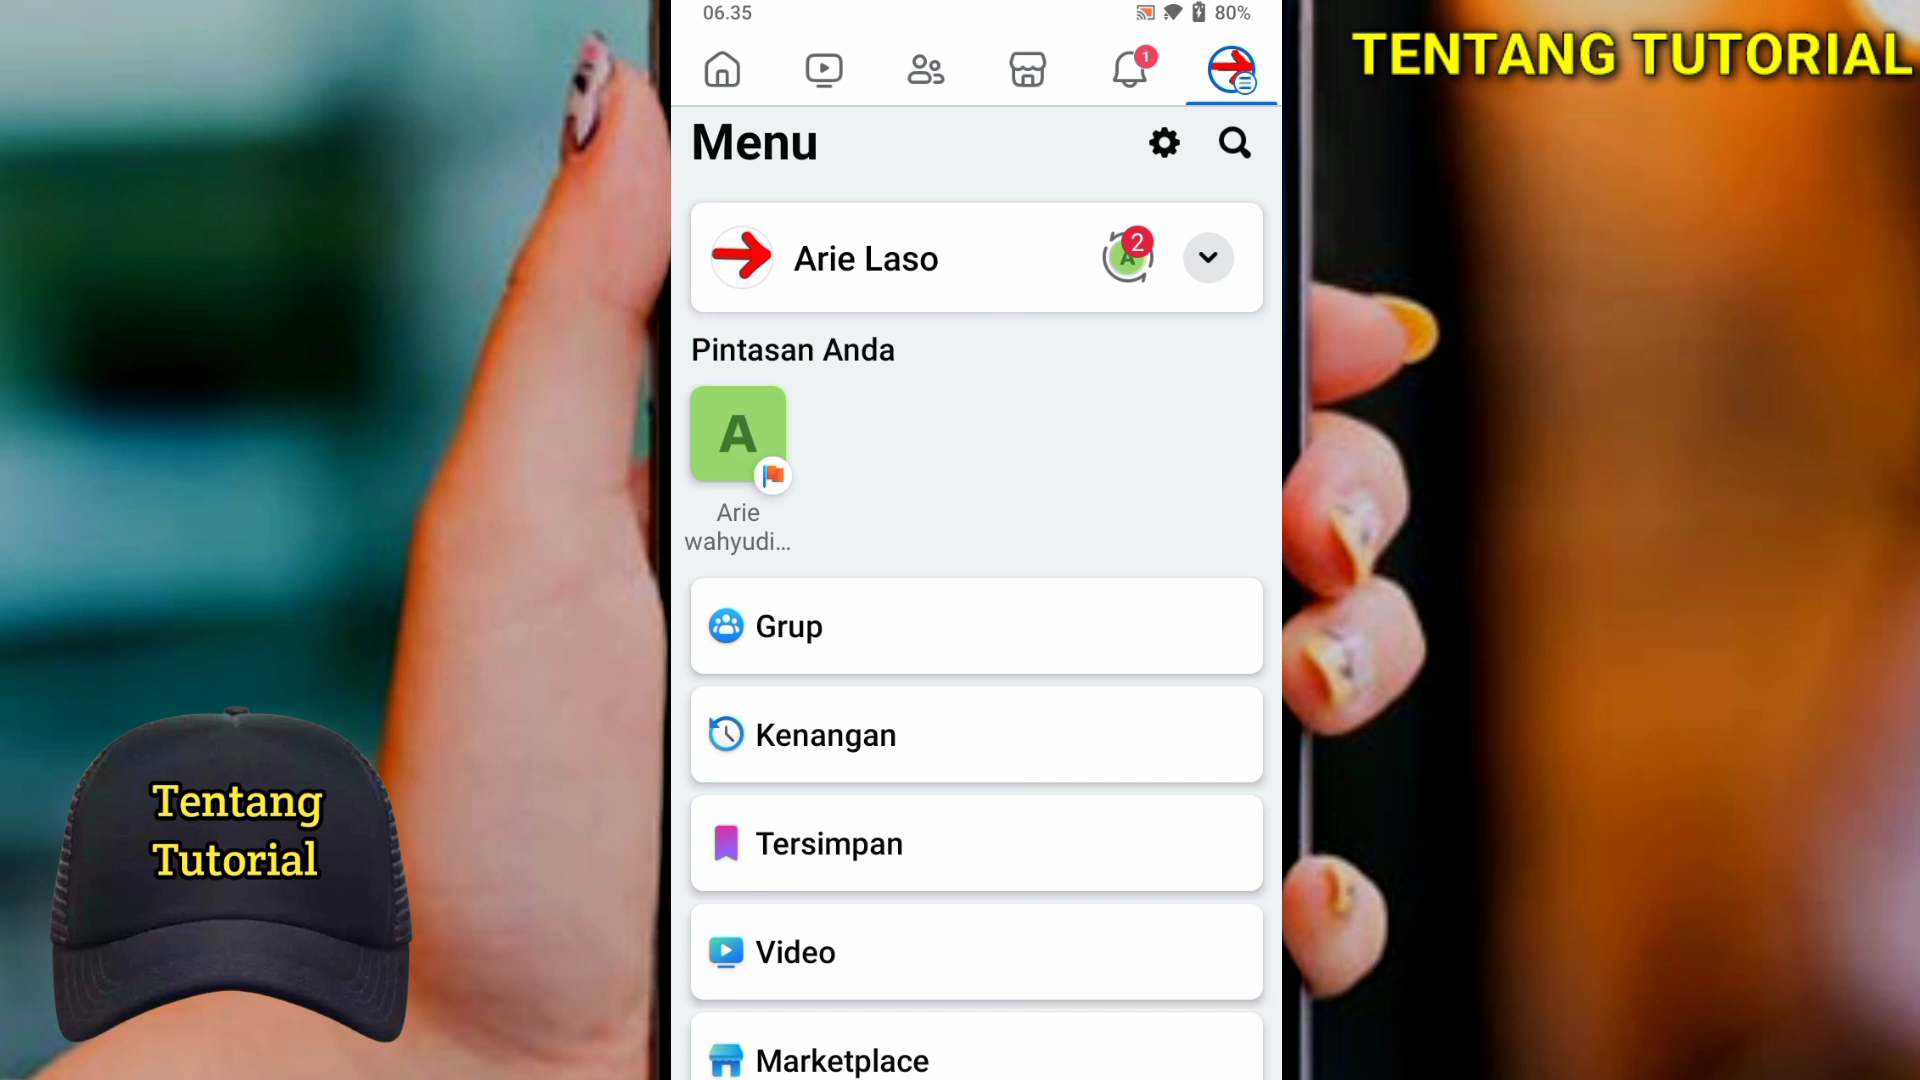 06.35
80%
TENTANG TUTORIAL
1
Menu
Arie Laso
2
A
Pintasan Anda
A
Arie
wahyudi...
Grup
Kenangan
Tersimpan
Video
Marketplace
Tentang
Tutorial